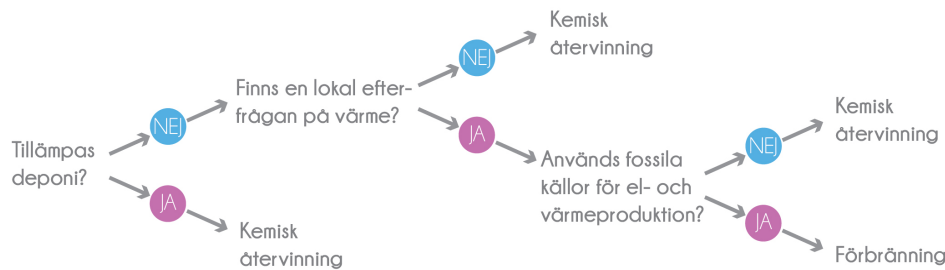 Tillämpas
deponi?
NEJ
JA
Kemisk
återvinning
Finns en lokal efter-
frågan på värme?
NEJ
JA
Kemisk
återvinning
Används fossila
källor för el- och
värmeproduktion?
NEJ
JA
Kemisk
återvinning
Förbränning